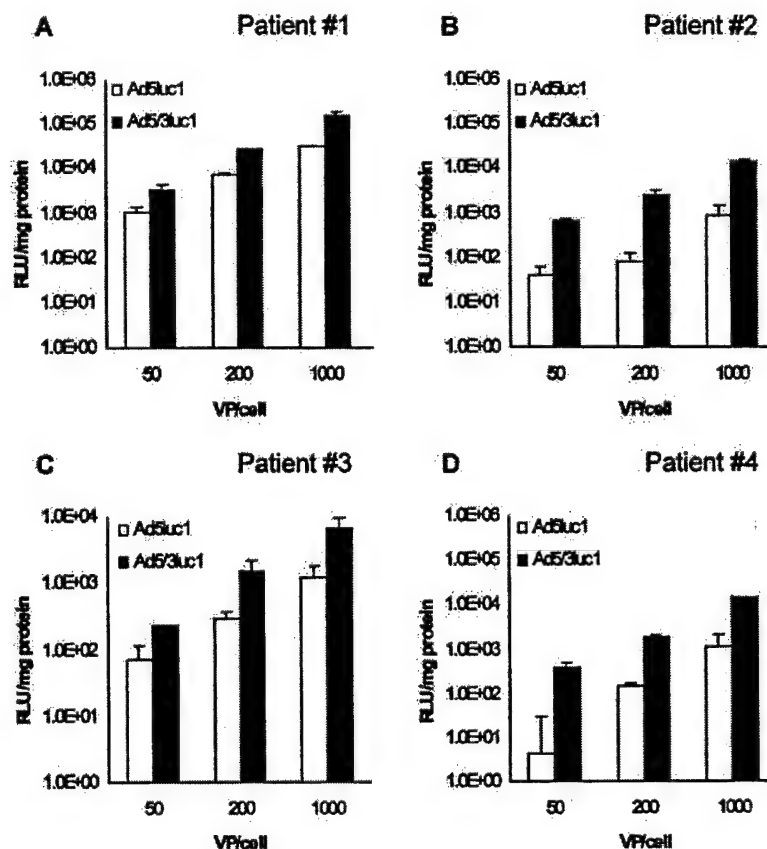 A Patient #1
1.0E+06
1.0E+05
1.0E+04
1.0E+03
1.0E+02
1.0E+01
1.0E+00
RLU/mg protein
Ad5luc1
Ad5/3luc1
50 200 1000
VP/cell
B Patient #2
1.0E+06
1.0E+05
1.0E+04
1.0E+03
1.0E+02
1.0E+01
1.0E+00
RLU/mg protein
Ad5luc1
Ad5/3luc1
50 200 1000
VP/cell
C Patient #3
1.0E+04
1.0E+03
1.0E+02
1.0E+01
1.0E+00
RLU/mg protein
Ad5luc1
Ad5/3luc1
50 200 1000
VP/cell
D Patient #4
1.0E+06
1.0E+05
1.0E+04
1.0E+03
1.0E+02
1.0E+01
1.0E+00
RLU/mg protein
Ad5luc1
Ad5/3luc1
50 200 1000
VP/cell